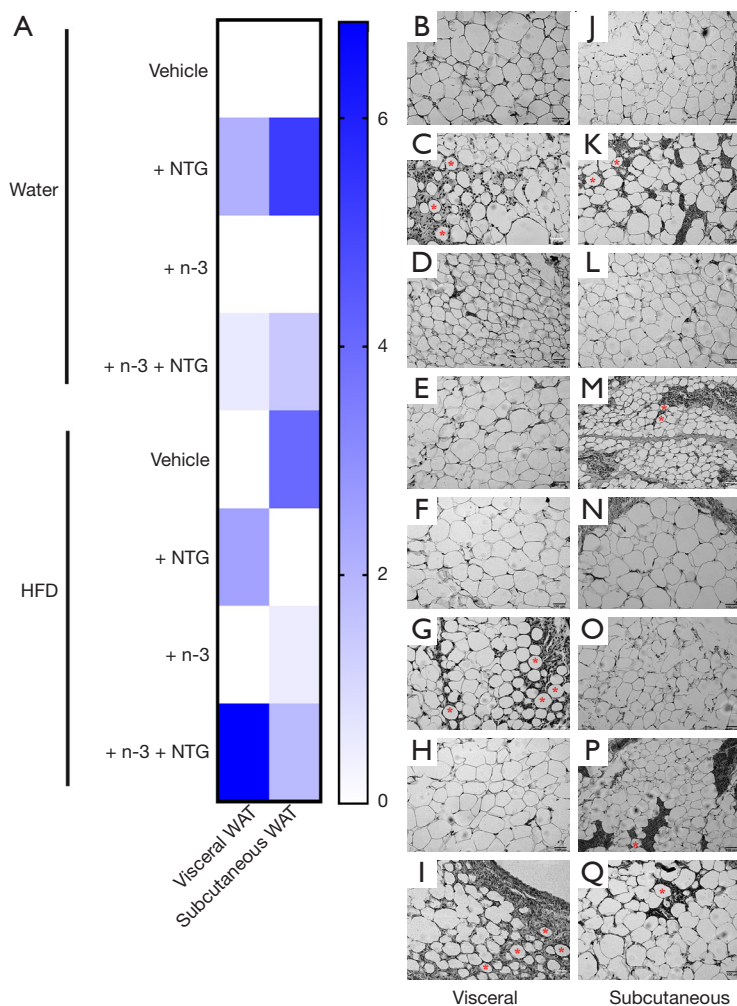 A
Water
HFD
Vehicle
+ NTG
+ n-3
+ n-3 + NTG
Vehicle
+ NTG
+ n-3
+ n-3 + NTG
Visceral WAT
Subcutaneous WAT
6
4
2
0
B
J
C
K
D
L
E
M
F
N
G
O
H
P
I
Q
Visceral
Subcutaneous